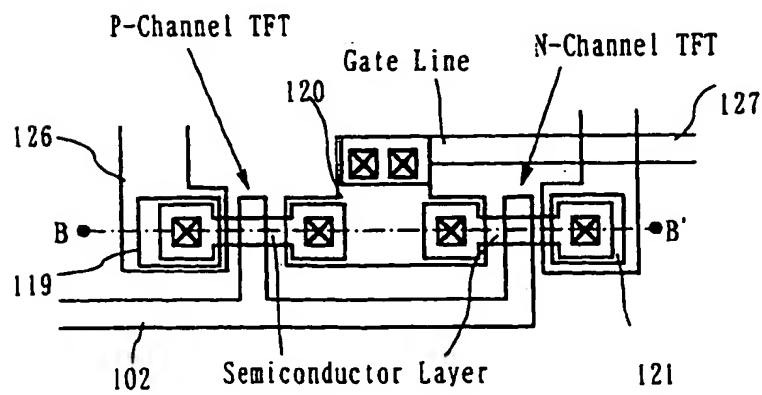 P-Channel TFT
Gate Line
N-Channel TFT
120
127
126
B
B'
119
102
Semiconductor Layer
121